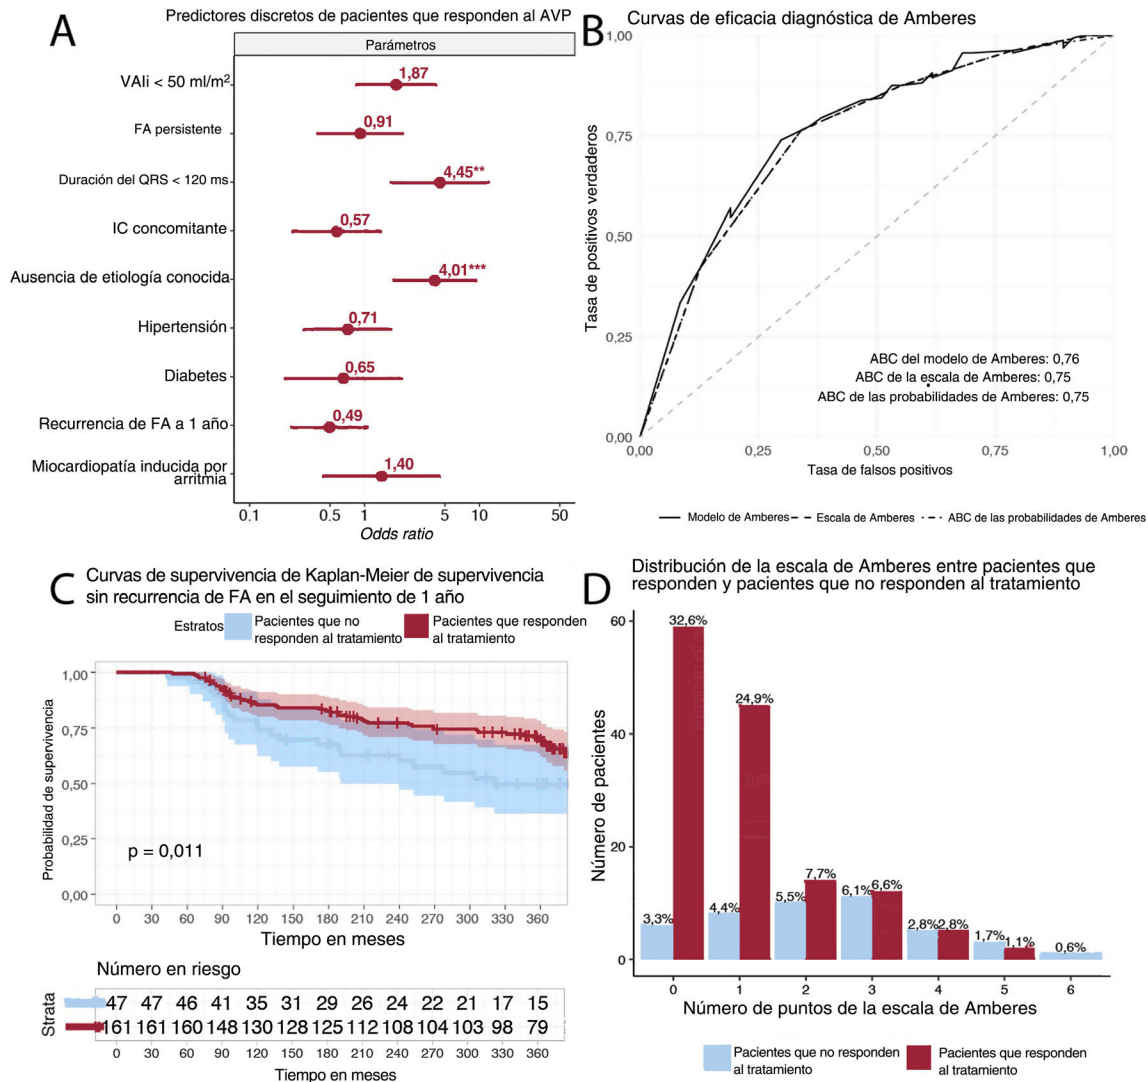 A
Predictores discretos de pacientes que responden al AVP
Parámetros
VAIi < 50 ml/m²
1,87
FA persistente
0,91
Duración del QRS < 120 ms
4,45**
IC concomitante
0,57
Ausencia de etiología conocida
4,01***
Hipertensión
0,71
Diabetes
0,65
Recurrencia de FA a 1 año
0,49
Miocardiopatía inducida por
arritmia
1,40
0.1 0.5 1 5 10 50
Odds ratio
B
Curvas de eficacia diagnóstica de Amberes
Tasa de positivos verdaderos
1,00
0,75
0,50
0,25
0,00
ABC del modelo de Amberes: 0,76
ABC de la escala de Amberes: 0,75
ABC de las probabilidades de Amberes: 0,75
0,00 0,25 0,50 0,75 1,00
Tasa de falsos positivos
Modelo de Amberes Escala de Amberes ABC de las probabilidades de Amberes
C
Curvas de supervivencia de Kaplan-Meier de supervivencia
sin recurrencia de FA en el seguimiento de 1 año
Estratos
Pacientes que no
responden al tratamiento
Pacientes que responden
al tratamiento
Probabilidad de supervivencia
1,00
0,75
0,50
0,25
0,00
p = 0,011
0 30 60 90 120 150 180 210 240 270 300 330 360
Tiempo en meses
Número en riesgo
Strata
47 47 46 41 35 31 29 26 24 22 21 17 15
161 161 160 148 130 128 125 112 108 104 103 98 79
0 30 60 90 120 150 180 210 240 270 300 330 360
Tiempo en meses
D
Distribución de la escala de Amberes entre pacientes que
responden y pacientes que no responden al tratamiento
Número de pacientes
60
40
20
0
3,3%
32,6%
4,4%
24,9%
5,5%
7,7%
6,1%
6,6%
2,8%
2,8%
1,7%
1,1%
0,6%
0 1 2 3 4 5 6
Número de puntos de la escala de Amberes
Pacientes que no responden
al tratamiento
Pacientes que responden
al tratamiento